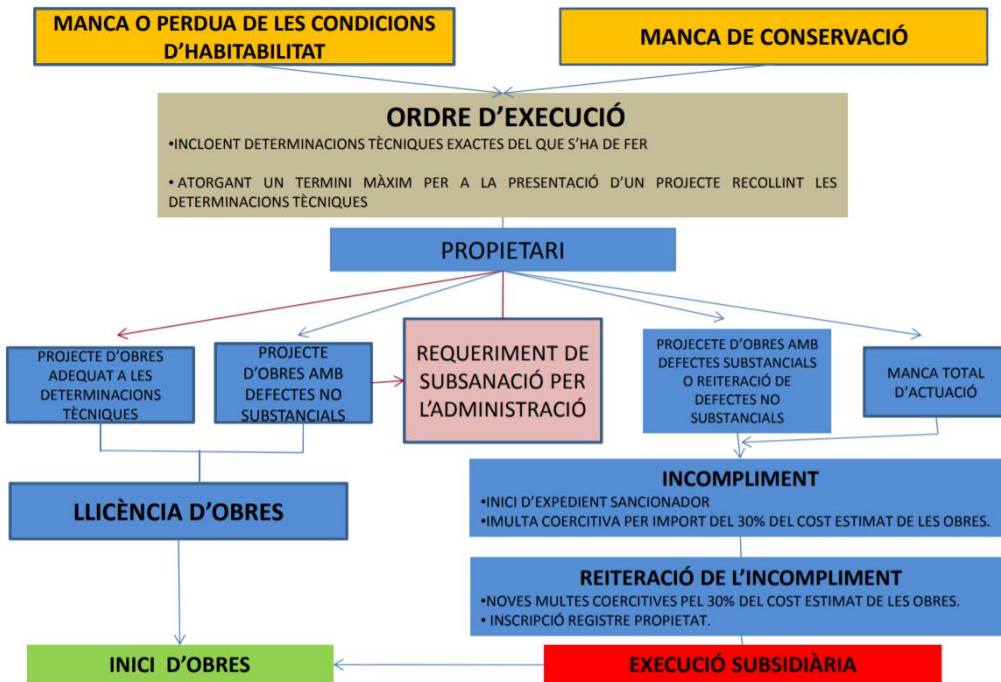 MANCA O PERDUA DE LES CONDICIONS
D'HABITABILITAT
MANCA DE CONSERVACIÓ
ORDRE D'EXECUCIÓ
•INCLOENT DETERMINACIONS TÈCNIQUES EXACTES DEL QUE S'HA DE FER
• ATORGANT UN TERMINI MÀXIM PER A LA PRESENTACIÓ D'UN PROJECTE RECOLLINT LES
DETERMINACIONS TÈCNIQUES
PROPIETARI
PROJECTE D'OBRES
ADEQUAT A LES
DETERMINACIONS
TÈCNIQUES
PROJECTE
D'OBRES AMB
DEFECTES NO
SUBSTANCIALS
REQUERIMENT DE
SUBSANACIÓ PER
L'ADMINISTRACIÓ
PROJECETE D'OBRES AMB
DEFECTES SUBSTANCIALS
O REITERACIÓ DE
DEFECTES NO
SUBSTANCIALS
MANCA TOTAL
D'ACTUACIÓ
LLICÈNCIA D'OBRES
INCOMPLIMENT
•INICI D'EXPEDIENT SANCIONADOR
•IMULTA COERCITIVA PER IMPORT DEL 30% DEL COST ESTIMAT DE LES OBRES.
REITERACIÓ DE L'INCOMPLIMENT
•NOVES MULTES COERCITIVES PEL 30% DEL COST ESTIMAT DE LES OBRES.
• INSCRIPCIÓ REGISTRE PROPIETAT.
INICI D'OBRES
EXECUCIÓ SUBSIDIÀRIA